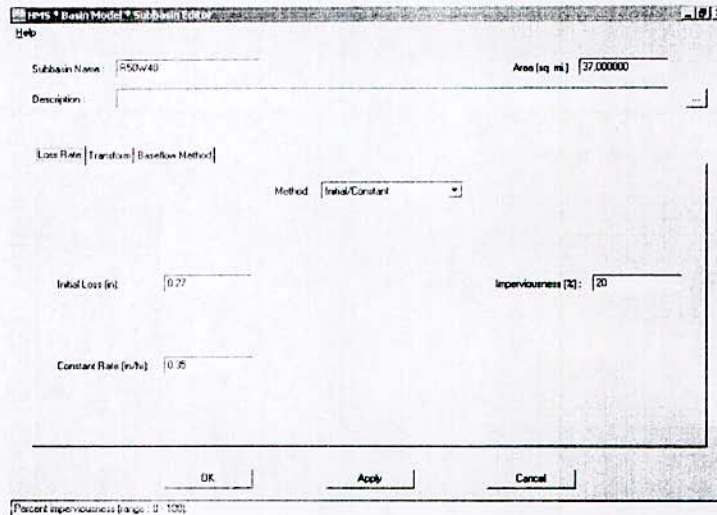 HMS * Basin Model * Subbasin Editor
Help
Subbasin Name : R50W40 Area (sq. mi.) 37.000000
Description :
...
Loss Rate Transform Baseflow Method
Method Initial/Constant
Initial Loss (in): 0.27 Imperviousness (%) : 20
Constant Rate (in/hr) 0.35
OK Apply Cancel
Percent imperviousness (range : 0 - 100).